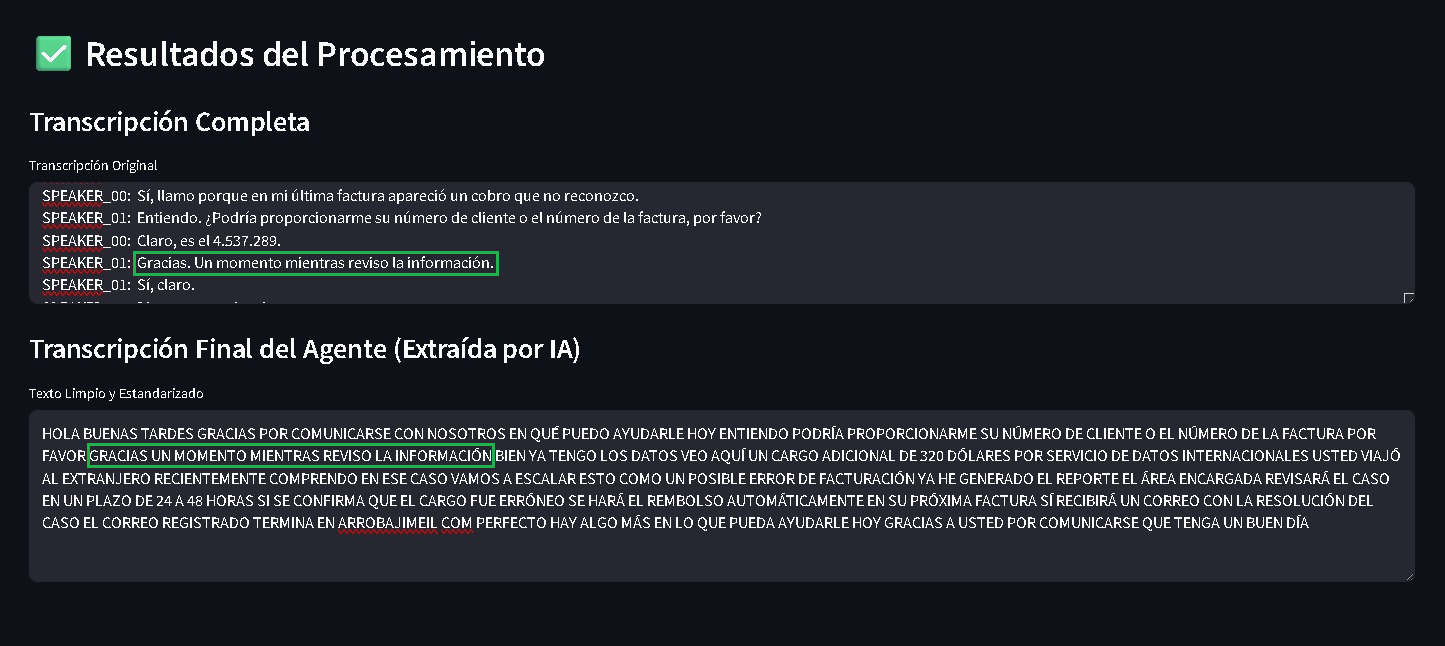 Resultados del Procesamiento
Transcripción Completa
Transcripción Original
SPEAKER_00: Sí, llamo porque en mi última factura apareció un cobro que no reconozco.
SPEAKER_01: Entiendo. ¿Podría proporcionarme su número de cliente o el número de la factura, por favor?
SPEAKER_00: Claro, es el 4.537.289.
SPEAKER_01: Gracias. Un momento mientras reviso la información.
SPEAKER_01: Sí, claro.
Transcripción Final del Agente (Extraída por IA)
Texto Limpio y Estandarizado
HOLA BUENAS TARDES GRACIAS POR COMUNICARSE CON NOSOTROS EN QUÉ PUEDO AYUDARLE HOY ENTIENDO PODRÍA PROPORCIONARME SU NÚMERO DE CLIENTE O EL NÚMERO DE LA FACTURA POR
FAVOR GRACIAS UN MOMENTO MIENTRAS REVISO LA INFORMACIÓN BIEN YA TENGO LOS DATOS VEO AQUÍ UN CARGO ADICIONAL DE 320 DÓLARES POR SERVICIO DE DATOS INTERNACIONALES USTED VIAJÓ
AL EXTRANJERO RECIENTEMENTE COMPRENDO EN ESE CASO VAMOS A ESCALAR ESTO COMO UN POSIBLE ERROR DE FACTURACIÓN YA HE GENERADO EL REPORTE EL ÁREA ENCARGADA REVISARÁ EL CASO
EN UN PLAZO DE 24 A 48 HORAS SI SE CONFIRMA QUE EL CARGO FUE ERRÓNEO SE HARÁ EL REMBOLSO AUTOMÁTICAMENTE EN SU PRÓXIMA FACTURA SÍ RECIBIRÁ UN CORREO CON LA RESOLUCIÓN DEL
CASO EL CORREO REGISTRADO TERMINA EN ARROBAJIMEIL COM PERFECTO HAY ALGO MÁS EN LO QUE PUEDA AYUDARLE HOY GRACIAS A USTED POR COMUNICARSE QUE TENGA UN BUEN DÍA